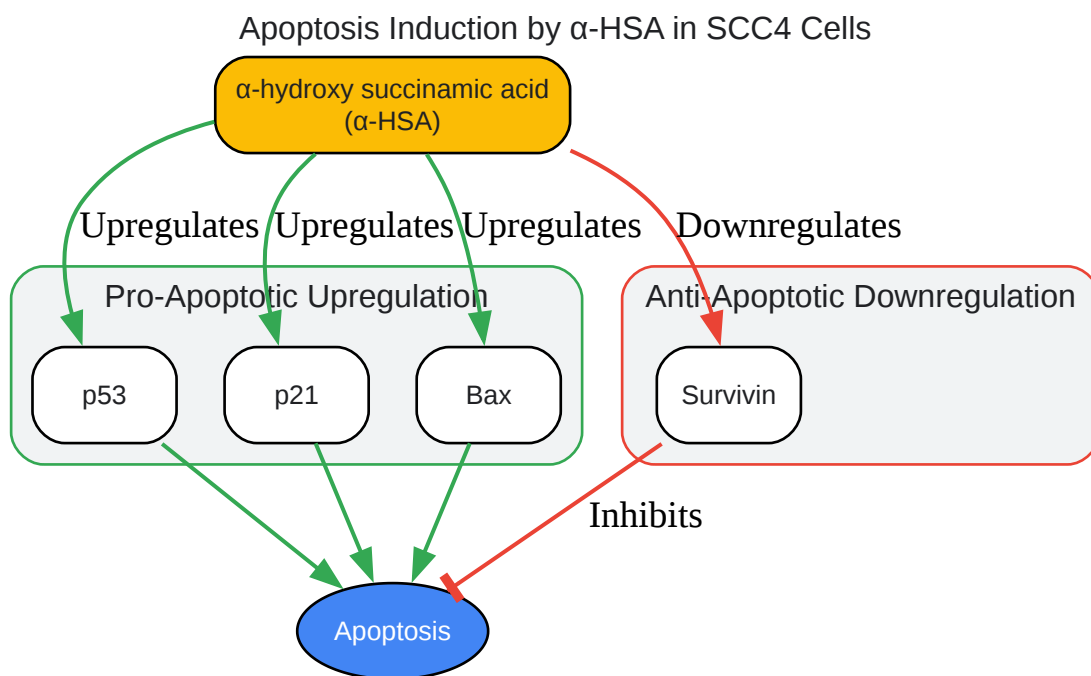 Apoptosis Induction by α-HSA in SCC4 Cells
α-hydroxy succinamic acid
(α-HSA)
Upregulates
Upregulates
Upregulates
Downregulates
Pro-Apoptotic Upregulation
Anti-Apoptotic Downregulation
p53
p21
Bax
Survivin
Inhibits
Apoptosis